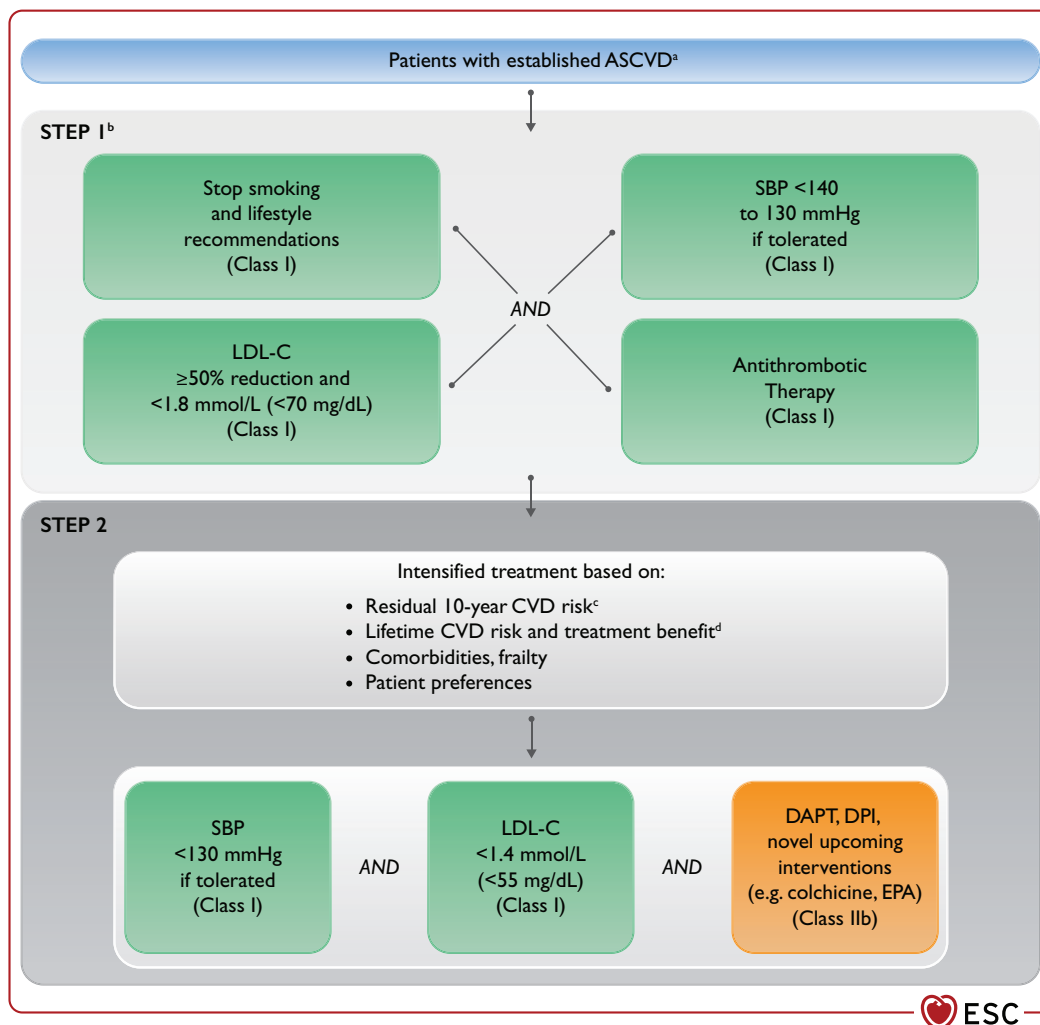 Patients with established ASCVDᵃ
STEP 1ᵇ
Stop smoking
and lifestyle
recommendations
(Class I)
SBP <140
to 130 mmHg
if tolerated
(Class I)
AND
LDL-C
≥50% reduction and
<1.8 mmol/L (<70 mg/dL)
(Class I)
Antithrombotic
Therapy
(Class I)
STEP 2
Intensified treatment based on:
• Residual 10-year CVD riskᶜ
• Lifetime CVD risk and treatment benefitᵈ
• Comorbidities, frailty
• Patient preferences
SBP
<130 mmHg
if tolerated
(Class I)
AND
LDL-C
<1.4 mmol/L
(<55 mg/dL)
(Class I)
AND
DAPT, DPI,
novel upcoming
interventions
(e.g. colchicine, EPA)
(Class IIb)
ESC